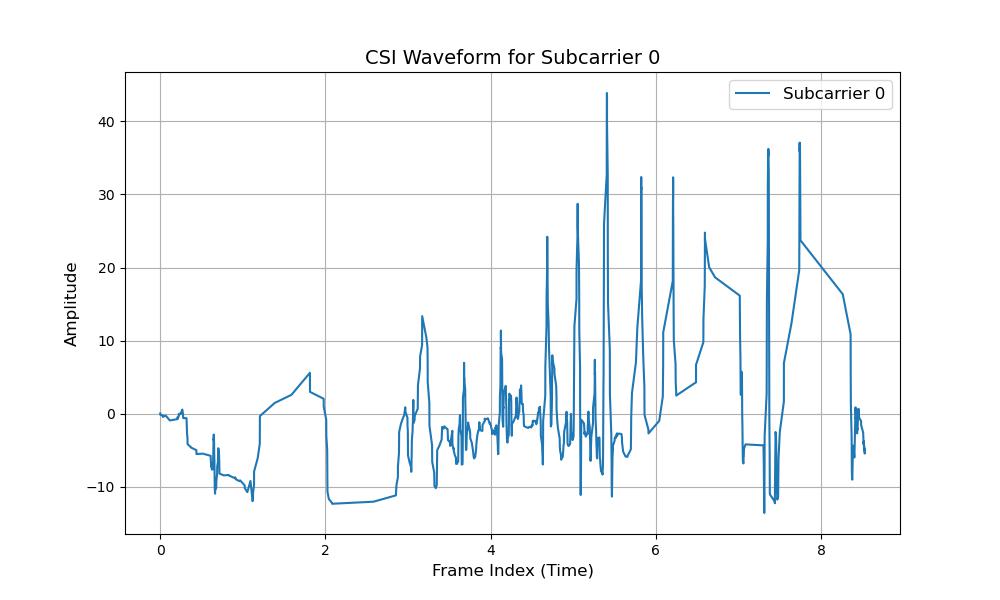 CSI Waveform for Subcarrier 0
Subcarrier 0
Amplitude
40
30
20
10
0
−10
0 2 4 6 8
Frame Index (Time)